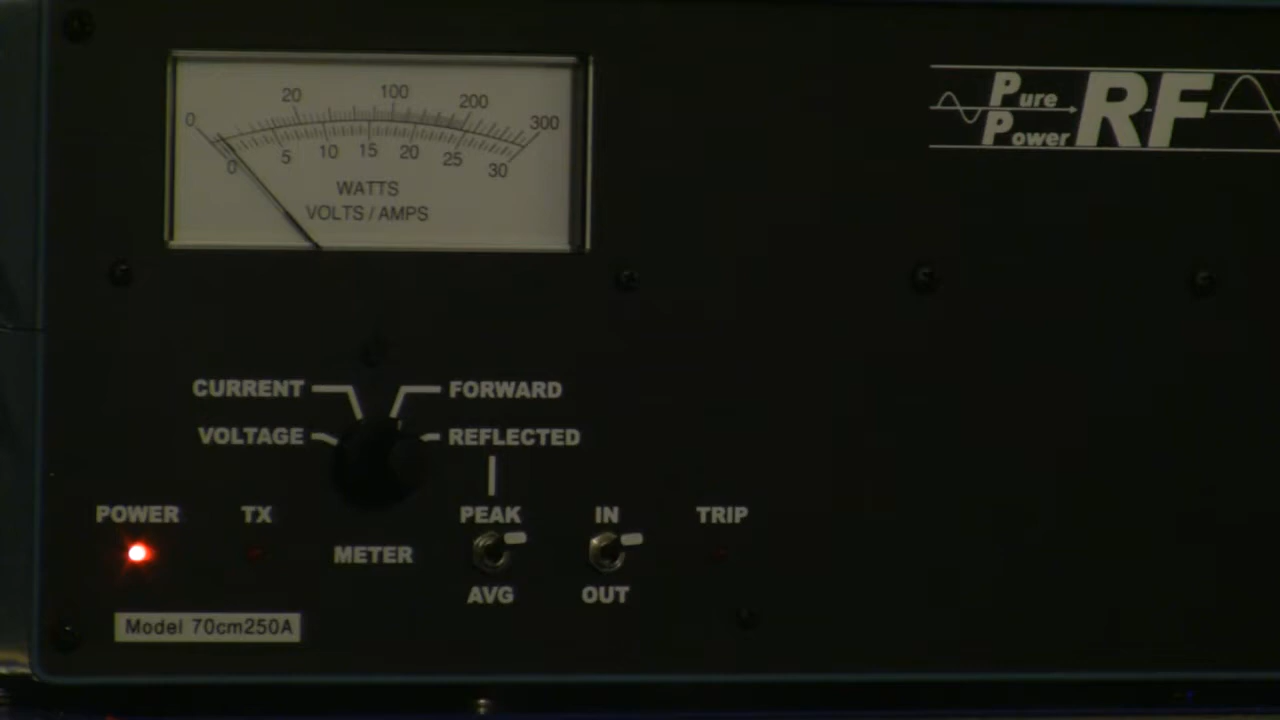 0 20 100 200 300
0 5 10 15 20 25 30
WATTS
VOLTS / AMPS
Pure
Power
RF
CURRENT FORWARD
VOLTAGE REFLECTED
POWER TX PEAK IN TRIP
METER
AVG OUT
Model 70cm250A